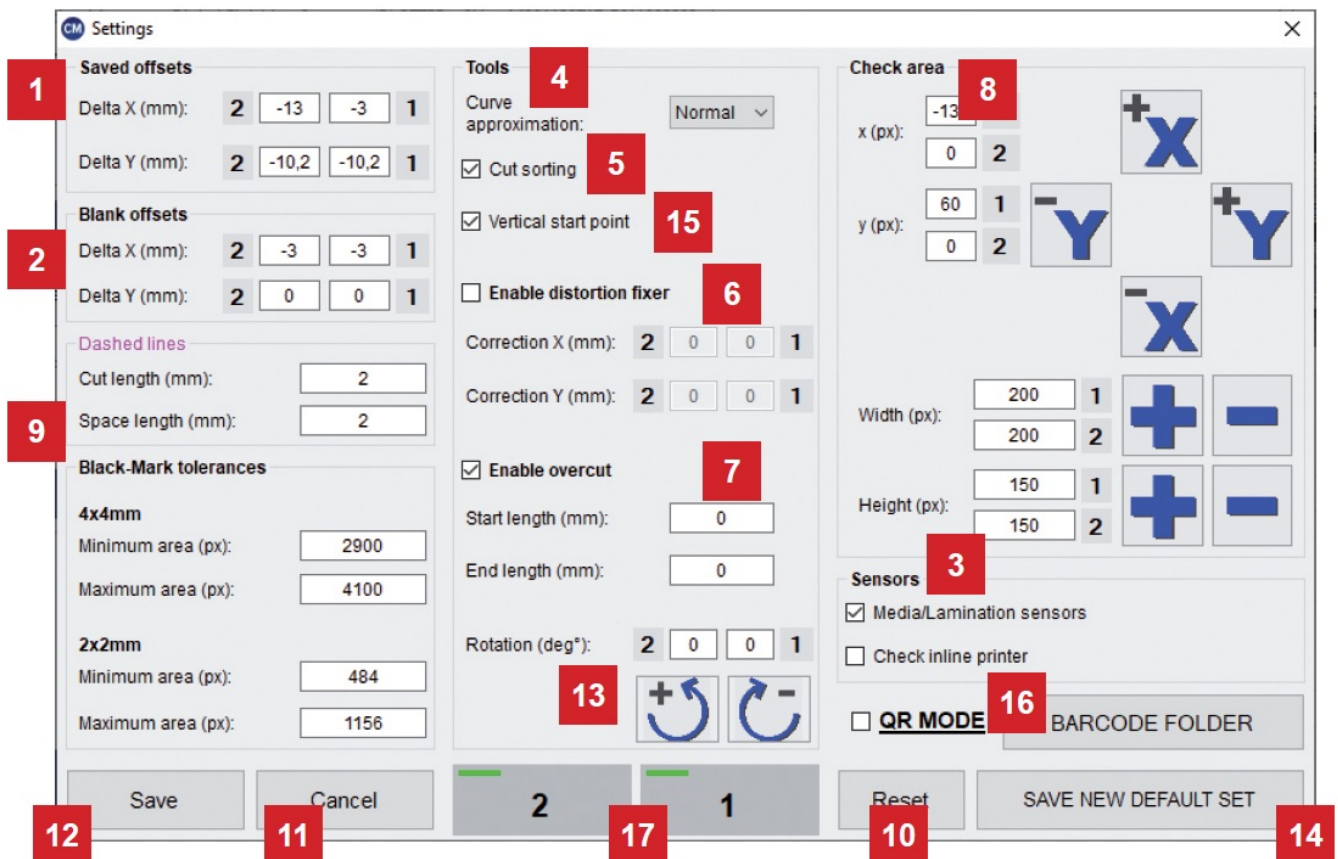 CM Settings
Saved offsets
1
Delta X (mm): 2 -13 -3 1
Delta Y (mm): 2 -10,2 -10,2 1
Blank offsets
2
Delta X (mm): 2 -3 -3 1
Delta Y (mm): 2 0 0 1
Dashed lines
Cut length (mm): 2
9
Space length (mm): 2
Black-Mark tolerances
4x4mm
Minimum area (px): 2900
Maximum area (px): 4100
2x2mm
Minimum area (px): 484
Maximum area (px): 1156
Tools
4
Curve
approximation: Normal
Cut sorting 5
Vertical start point 15
Enable distortion fixer 6
Correction X (mm): 2 0 0 1
Correction Y (mm): 2 0 0 1
Enable overcut 7
Start length (mm): 0
End length (mm): 0
Rotation (deg°): 2 0 0 1
13
+ -
Check area
8
x (px): -13
0 2
y (px): 60 1
0 2
+X
-Y +Y
-X
Width (px): 200 1
200 2
+ -
Height (px): 150 1
150 2
+ -
3
Sensors
Media/Lamination sensors
Check inline printer
16
QR MODE BARCODE FOLDER
Save Cancel 2 1 Reset SAVE NEW DEFAULT SET
12 11 17 10 14